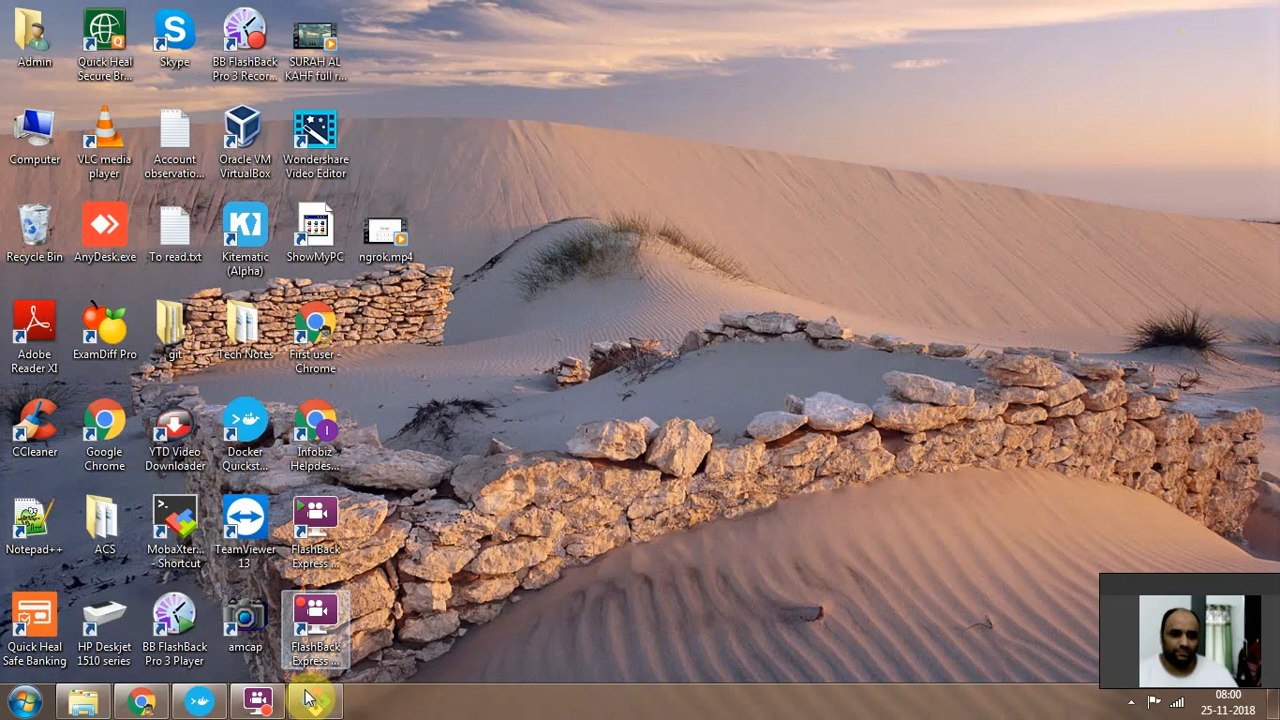 Admin
Quick Heal
Secure Br...
Skype
BB FlashBack
Pro 3 Recor...
SURAH AL
KAHF full r...
Computer
VLC media
player
Account
observatio...
Oracle VM
VirtualBox
Wondershare
Video Editor
Recycle Bin
AnyDesk.exe
To read.txt
Kitematic
(Alpha)
ShowMyPC
ngrok.mp4
Adobe
Reader XI
ExamDiff Pro
git
Tech Notes
First user -
Chrome
CCleaner
Google
Chrome
YTD Video
Downloader
Docker
Quickst...
Infobiz
Helpdes...
Notepad++
ACS
MobaXter...
- Shortcut
TeamViewer
13
FlashBack
Express ...
Quick Heal
Safe Banking
HP Deskjet
1510 series
BB FlashBack
Pro 3 Player
amcap
FlashBack
Express ...
08:00
25-11-2018